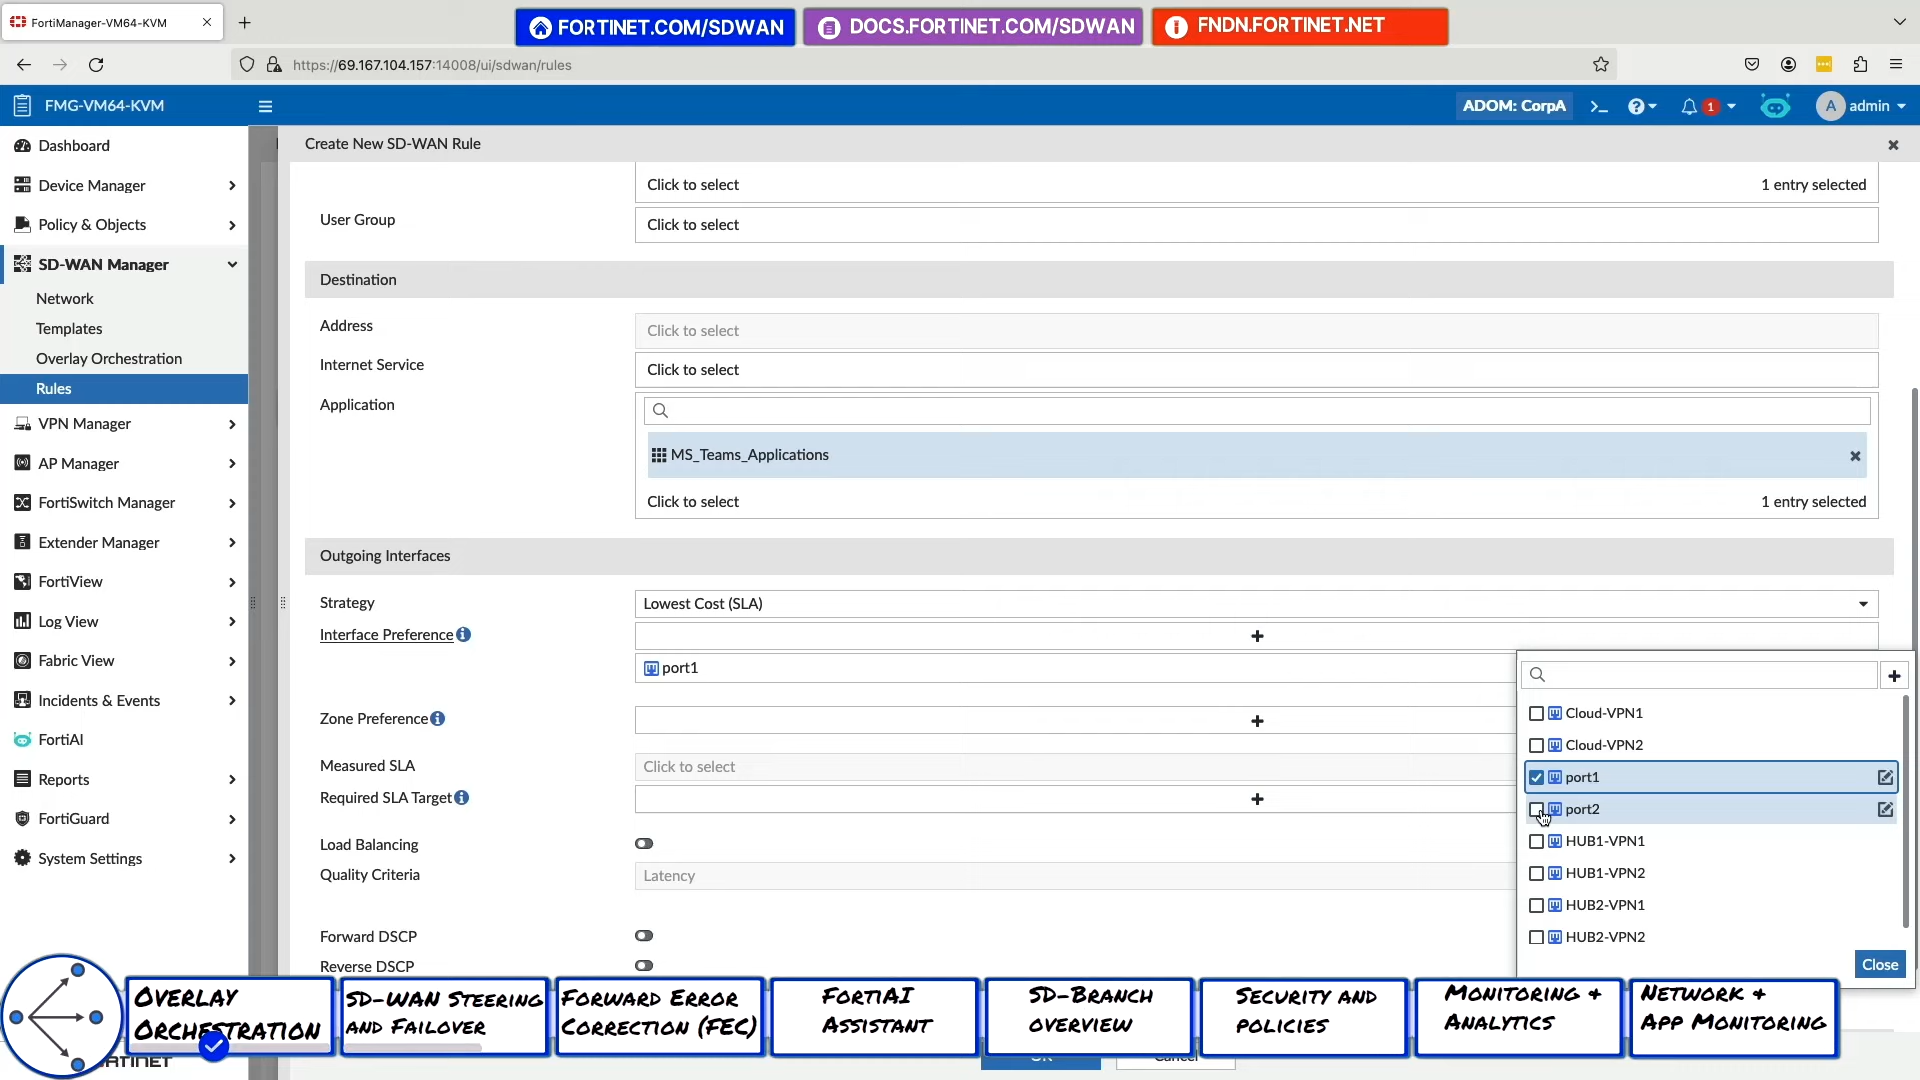 FortiManager-VM64-KVM
FORTINET.COM/SDWAN
DOCS.FORTINET.COM/SDWAN
FNDN.FORTINET.NET
https://69.167.104.157:14008/ui/sdwan/rules
FMG-VM64-KVM
ADOM: CorpA
1
A
admin
Create New SD-WAN Rule
Dashboard
Device Manager
Policy & Objects
SD-WAN Manager
Network
Templates
Overlay Orchestration
Rules
VPN Manager
AP Manager
FortiSwitch Manager
Extender Manager
FortiView
Log View
Fabric View
Incidents & Events
FortiAI
Reports
FortiGuard
System Settings
Click to select
1 entry selected
User Group
Click to select
Destination
Address
Click to select
Internet Service
Click to select
Application
MS_Teams_Applications
Click to select
1 entry selected
Outgoing Interfaces
Strategy
Lowest Cost (SLA)
Interface Preference
port1
Zone Preference
Measured SLA
Click to select
Required SLA Target
Load Balancing
Quality Criteria
Latency
Forward DSCP
Reverse DSCP
Cloud-VPN1
Cloud-VPN2
port1
port2
HUB1-VPN1
HUB1-VPN2
HUB2-VPN1
HUB2-VPN2
Close
OVERLAY
ORCHESTRATION
SD-WAN STEERING
AND FAILOVER
FORWARD ERROR
CORRECTION (FEC)
FORTIAI
ASSISTANT
SD-BRANCH
OVERVIEW
SECURITY AND
POLICIES
MONITORING +
ANALYTICS
NETWORK +
APP MONITORING
OK
Cancel